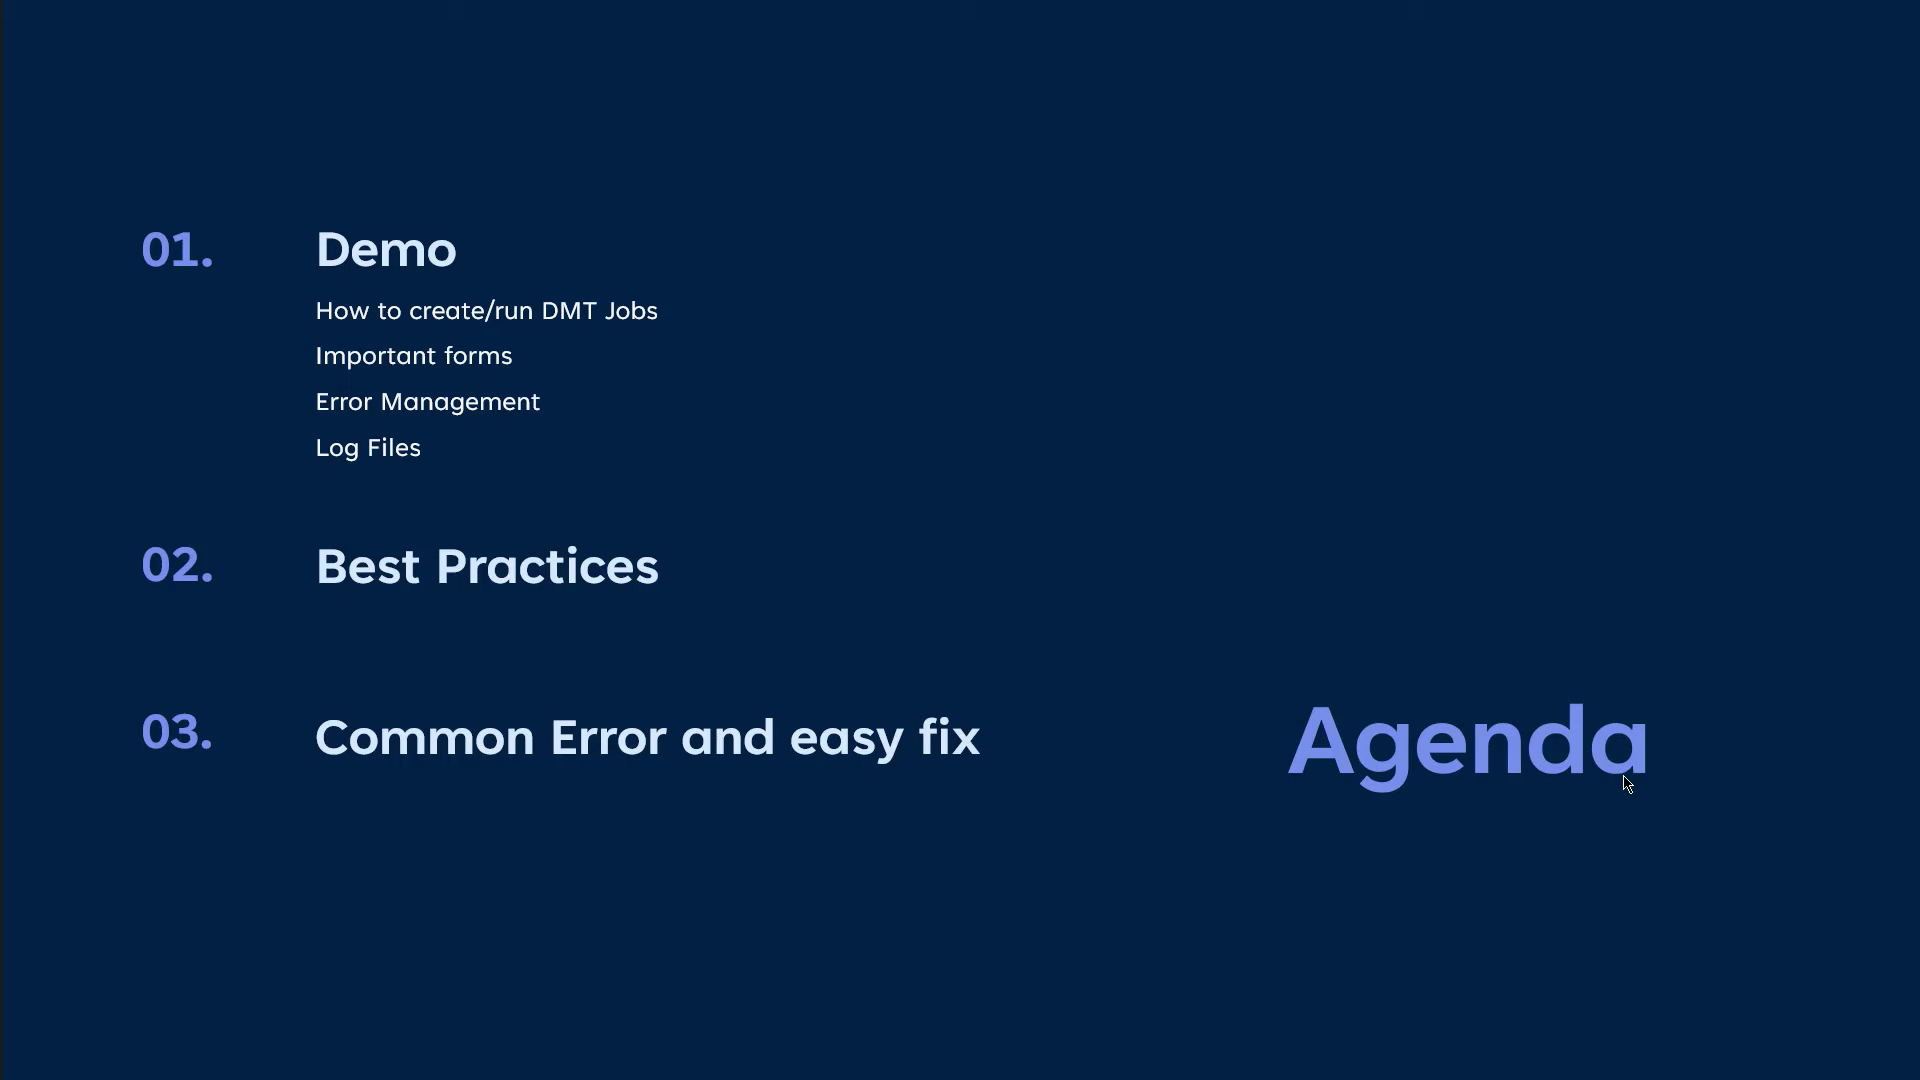 01. Demo
How to create/run DMT Jobs
Important forms
Error Management
Log Files
02. Best Practices
03. Common Error and easy fix
Agenda